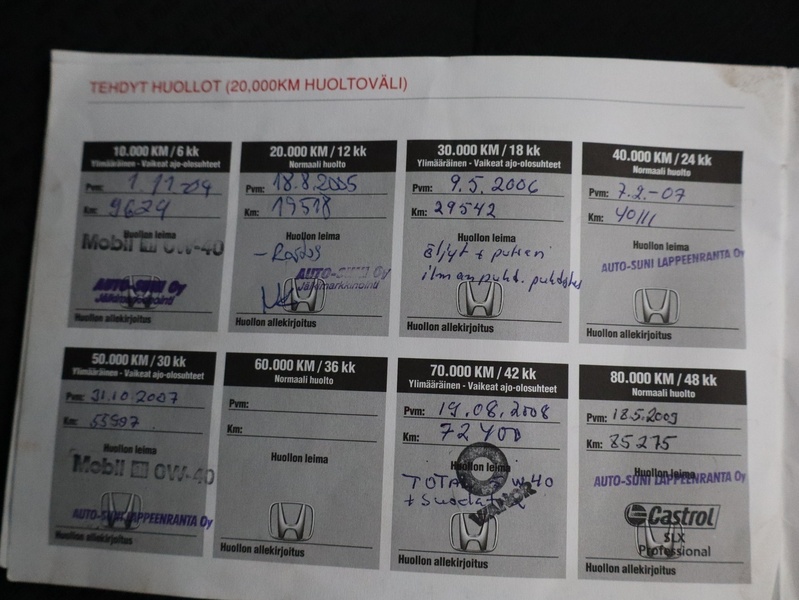 TEHDYT HUOLLOT (20,000KM HUOLTOVÄLI)
10.000 KM / 6 kk
Ylimääräinen - Vaikeat ajo-olosuhteet
Pvm: 1.11-04
Km: 9624
Huollon leima
Mobil 0W-40
AUTO-SUNI Oy
Jälkimarkkinointi
Huollon allekirjoitus
20.000 KM / 12 kk
Normaali huolto
Pvm: 18.8.2005
Km: 19518
Huollon leima
AUTO-SUNI Oy
Jälkimarkkinointi
Huollon allekirjoitus
30.000 KM / 18 kk
Ylimääräinen - Vaikeat ajo-olosuhteet
Pvm: 9.5.2006
Km: 29542
Huollon leima
öljyt +
ilmanpuhd. puhdistus
Huollon allekirjoitus
40.000 KM / 24 kk
Normaali huolto
Pvm: 7.2.-07
Km: 40111
Huollon leima
AUTO-SUNI LAPPEENRANTA Oy
Huollon allekirjoitus
50.000 KM / 30 kk
Ylimääräinen - Vaikeat ajo-olosuhteet
Pvm: 31.10.2007
Km: 55597
Huollon leima
Mobil 0W-40
AUTO-SUNI LAPPEENRANTA Oy
Huollon allekirjoitus
60.000 KM / 36 kk
Normaali huolto
Pvm:
Km:
Huollon leima
Huollon allekirjoitus
70.000 KM / 42 kk
Ylimääräinen - Vaikeat ajo-olosuhteet
Pvm: 19.08.2008
Km: 72400
Huollon leima
TOTAL 5W40
+ Suodatin
Huollon allekirjoitus
80.000 KM / 48 kk
Normaali huolto
Pvm: 18.5.2009
Km: 85275
Huollon leima
AUTO-SUNI LAPPEENRANTA Oy
Castrol
SLX
Professional
Huollon allekirjoitus